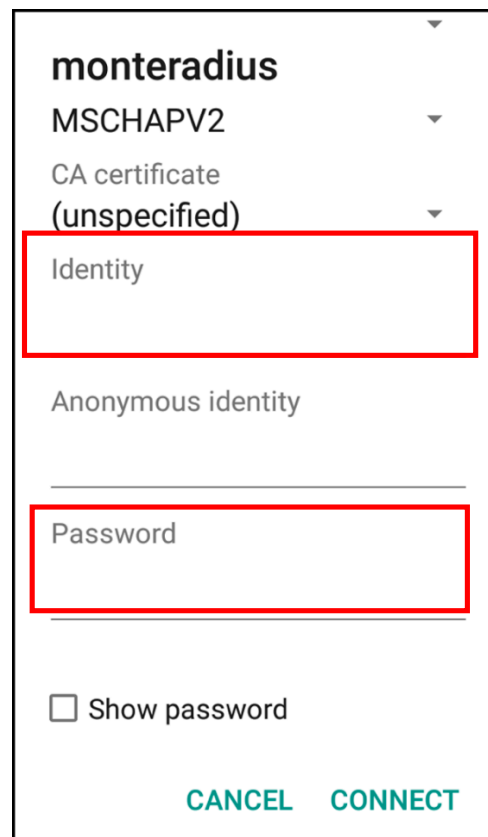 monteradius
MSCHAPV2
CA certificate
(unspecified)
Identity
Anonymous identity
Password
Show password
CANCEL CONNECT